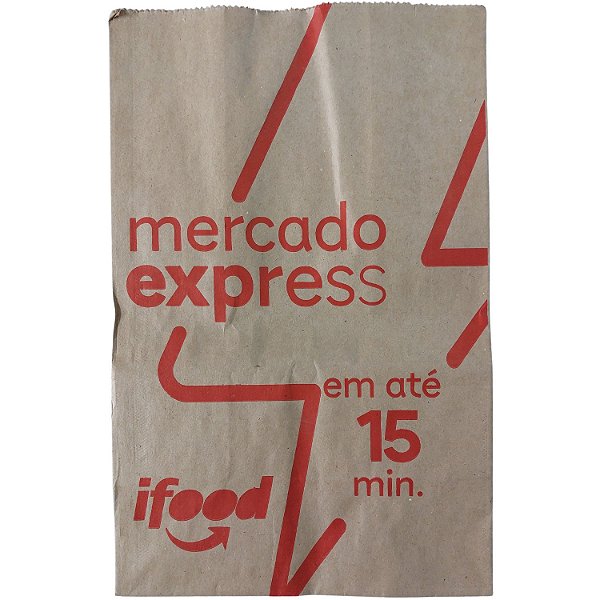 mercado
express
em até
15
min.
ifood